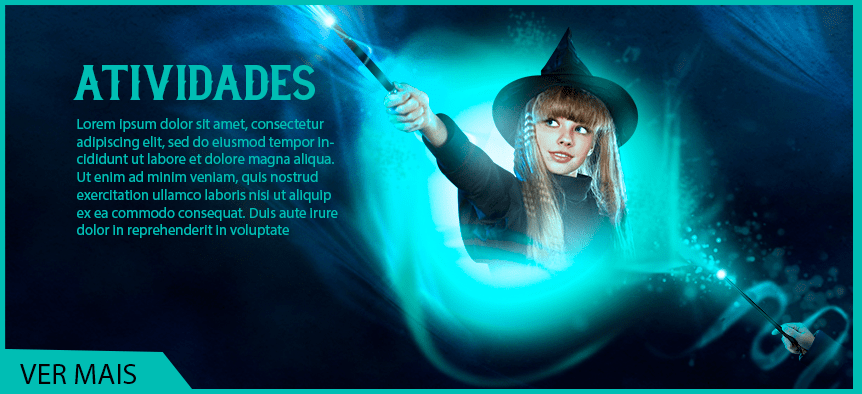 ATIVIDADES
Lorem ipsum dolor sit amet, consectetur
adipiscing elit, sed do eiusmod tempor in-
cididunt ut labore et dolore magna aliqua.
Ut enim ad minim veniam, quis nostrud
exercitation ullamco laboris nisi ut aliquip
ex ea commodo consequat. Duis aute irure
dolor in reprehenderit in voluptate
VER MAIS